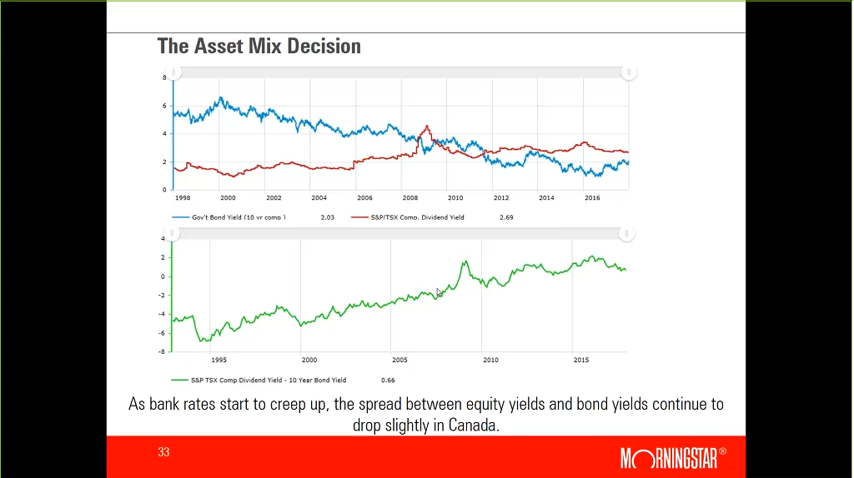 The Asset Mix Decision
8
6
4
2
0
1998 2000 2002 2004 2006 2008 2010 2012 2014 2016
Gov't Bond Yield (10 yr comp ) 2.03 S&P/TSX Comp. Dividend Yield 2.69
4
2
0
-2
-4
-6
-8
1995 2000 2005 2010 2015
S&P TSX Comp Dividend Yield - 10 Year Bond Yield 0.66
As bank rates start to creep up, the spread between equity yields and bond yields continue to
drop slightly in Canada.
33
MORNINGSTAR®